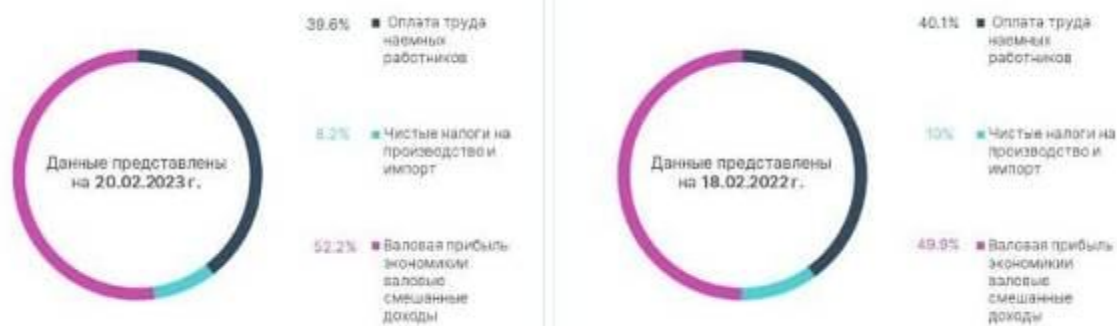 39.6% Оплата труда
наемных
работников
8.2% Чистые налоги на
производство и
импорт
Данные представлены
на 20.02.2023 г.
52.2% Валовая прибыль
экономикии
валовые
смешанные
доходы
40.1% Оплата труда
наемных
работников
10% Чистые налоги на
производство и
импорт
Данные представлены
на 18.02.2022 г.
49.9% Валовая прибыль
экономикии
валовые
смешанные
доходы